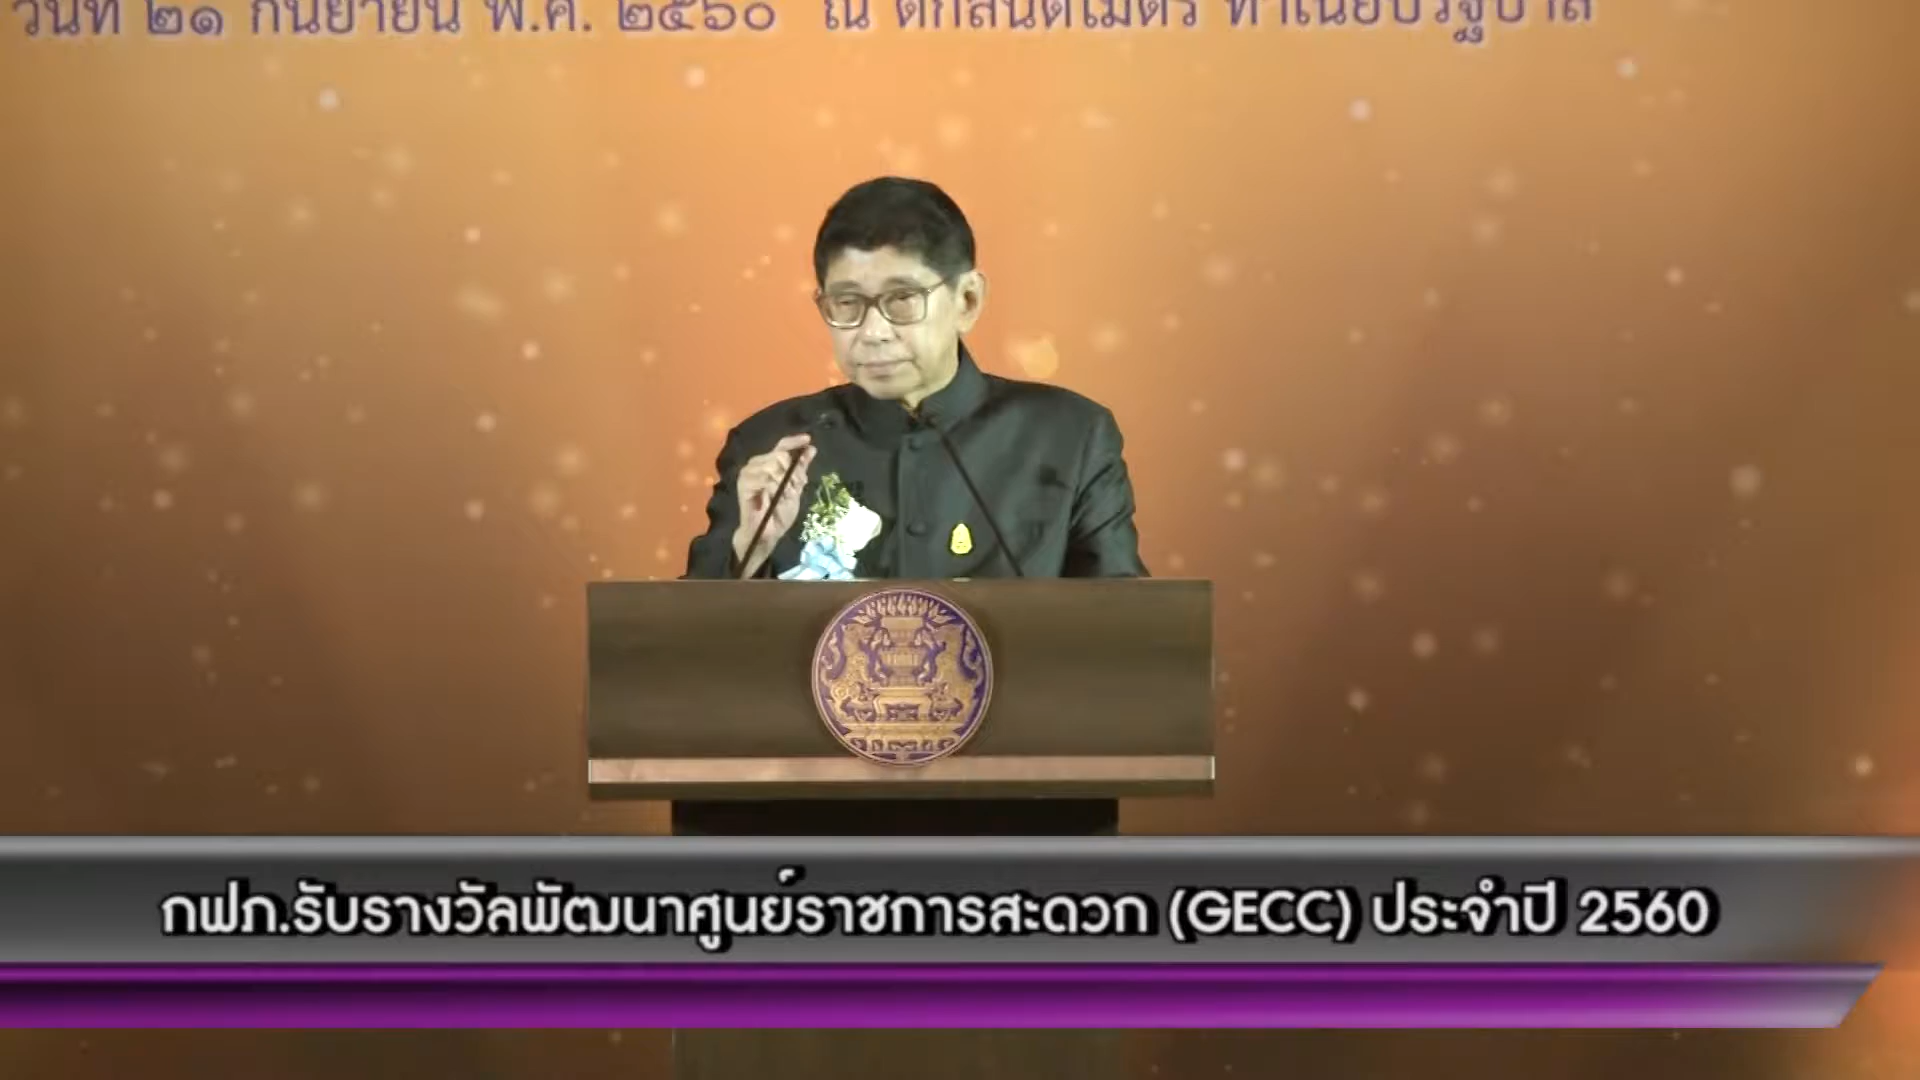 วันที่ ๒๑ กันยายน พ.ศ. ๒๕๖๐ ณ ตึกสันติไมตรี ทำเนียบรัฐบาล
กฟภ.รับรางวัลพัฒนาศูนย์ราชการสะดวก (GECC) ประจำปี 2560